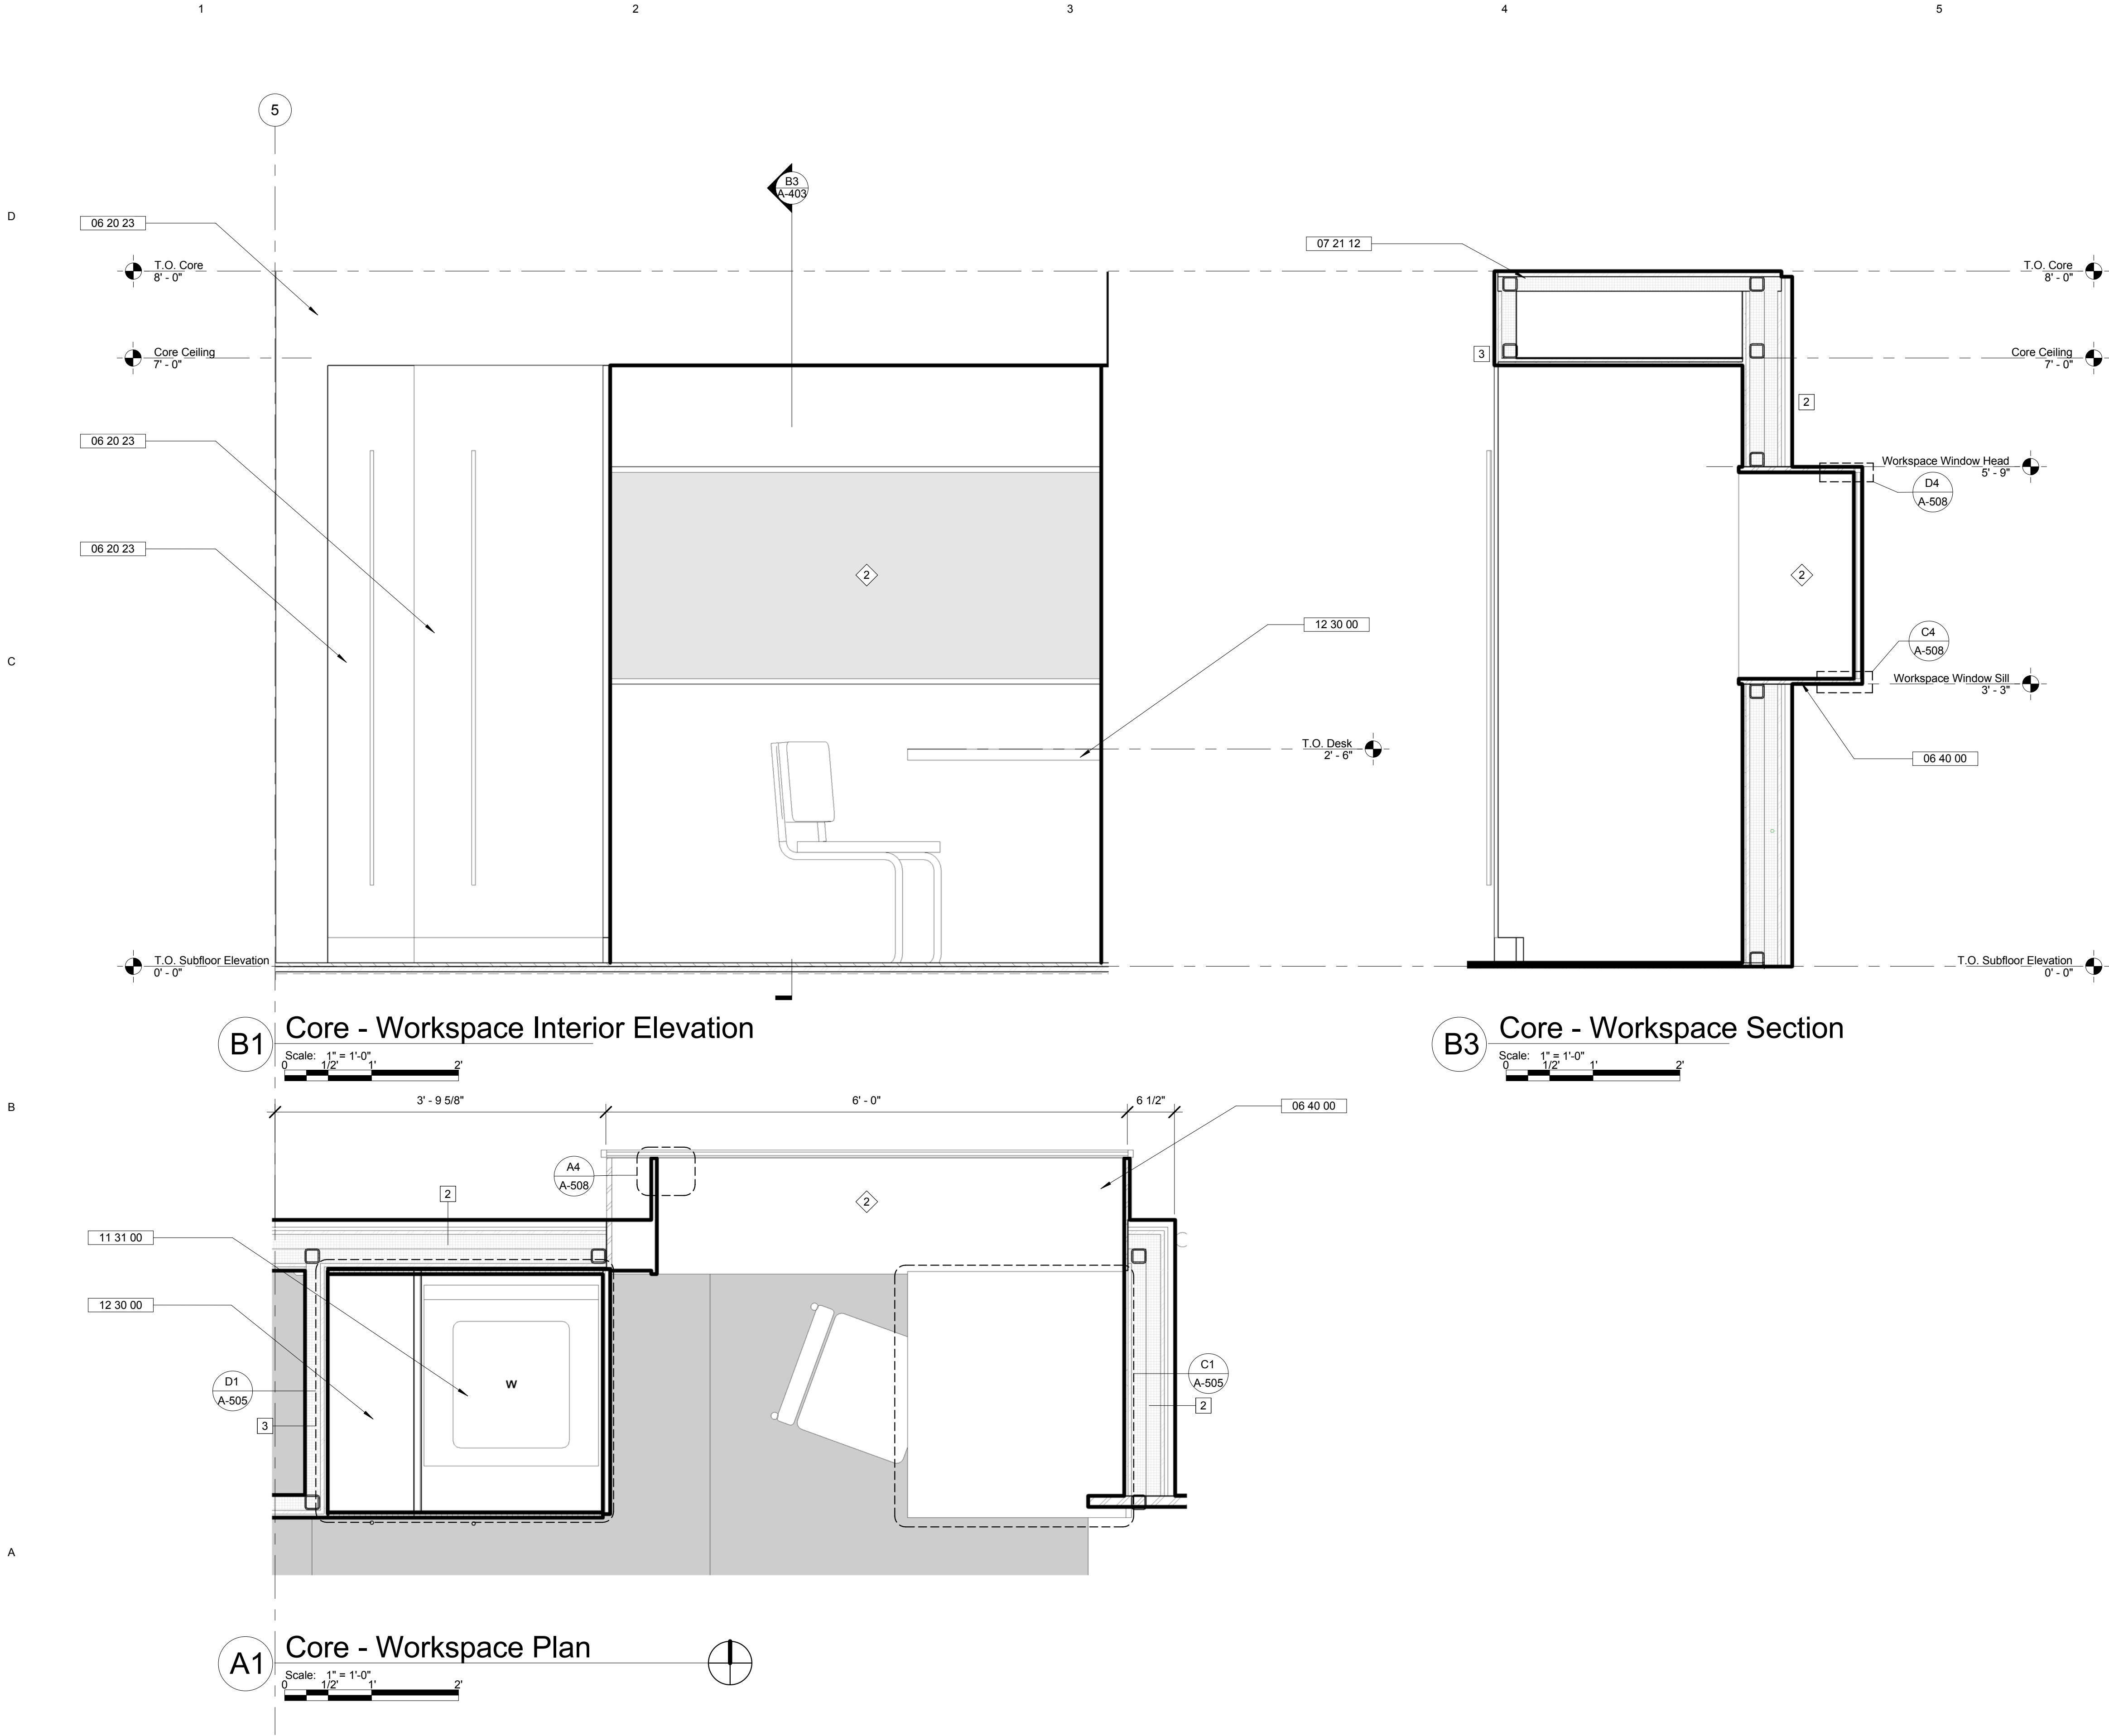 1
2
3
4
5
5
B3
A-403
D
06 20 23
07 21 12
T.O. Core
8' - 0"
T.O. Core
8' - 0"
Core Ceiling
7' - 0"
3
Core Ceiling
7' - 0"
2
06 20 23
Workspace Window Head
5' - 9"
D4
A-508
06 20 23
2
2
12 30 00
C4
A-508
C
Workspace Window Sill
3' - 3"
T.O. Desk
2' - 6"
06 40 00
T.O. Subfloor Elevation
0' - 0"
T.O. Subfloor Elevation
0' - 0"
B1
Core - Workspace Interior Elevation
Scale: 1" = 1'-0"
0 1/2' 1' 2'
B3
Core - Workspace Section
Scale: 1" = 1'-0"
0 1/2' 1' 2'
B
3' - 9 5/8"
6' - 0"
6 1/2"
06 40 00
A4
A-508
2
2
11 31 00
12 30 00
D1
A-505
W
C1
A-505
3
2
A
A1
Core - Workspace Plan
Scale: 1" = 1'-0"
0 1/2' 1' 2'